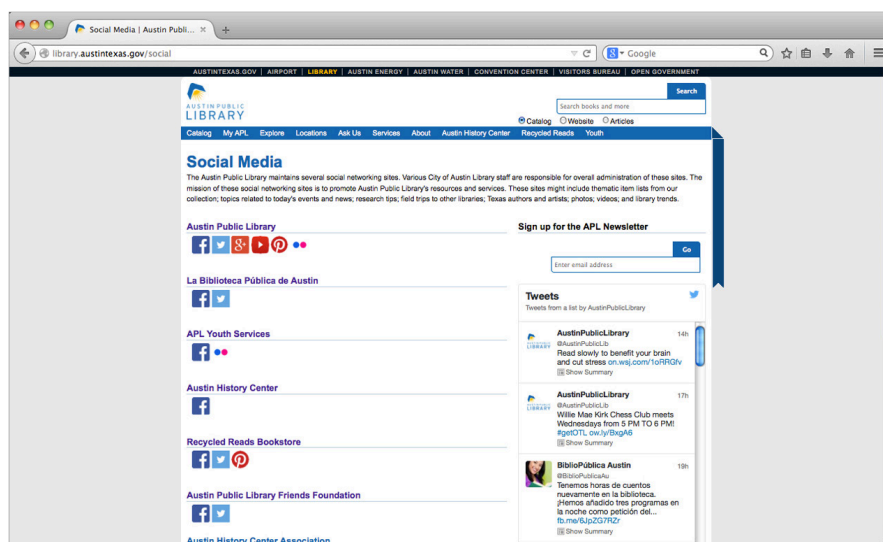 Social Media | Austin Publi... ×
library.austintexas.gov/social
Google
AUSTINTEXAS.GOV | AIRPORT | LIBRARY | AUSTIN ENERGY | AUSTIN WATER | CONVENTION CENTER | VISITORS BUREAU | OPEN GOVERNMENT
AUSTIN PUBLIC
LIBRARY
Search
Search books and more
Catalog Website Articles
Catalog My APL Explore Locations Ask Us Services About Austin History Center Recycled Reads Youth
Social Media
The Austin Public Library maintains several social networking sites. Various City of Austin Library staff are responsible for overall administration of these sites. The
mission of these social networking sites is to promote Austin Public Library's resources and services. These sites might include thematic item lists from our
collection; topics related to today's events and news; research tips; field trips to other libraries; Texas authors and artists; photos; videos; and library trends.
Austin Public Library
La Biblioteca Pública de Austin
APL Youth Services
Austin History Center
Recycled Reads Bookstore
Austin Public Library Friends Foundation
Austin History Center Association
Sign up for the APL Newsletter
Go
Enter email address
Tweets
Tweets from a list by AustinPublicLibrary
AustinPublicLibrary 14h
@AustinPublicLib
Read slowly to benefit your brain
and cut stress on.wsj.com/1oRRGfv
Show Summary
AustinPublicLibrary 17h
@AustinPublicLib
Willie Mae Kirk Chess Club meets
Wednesdays from 5 PM TO 6 PM!
#getOTL ow.ly/BxgA6
Show Summary
BiblioPública Austin 19h
@BiblioPublicaAu
Tenemos horas de cuentos
nuevamente en la biblioteca.
¡Hemos añadido tres programas en
la noche como petición del...
fb.me/6JpZG7RZr
Show Summary